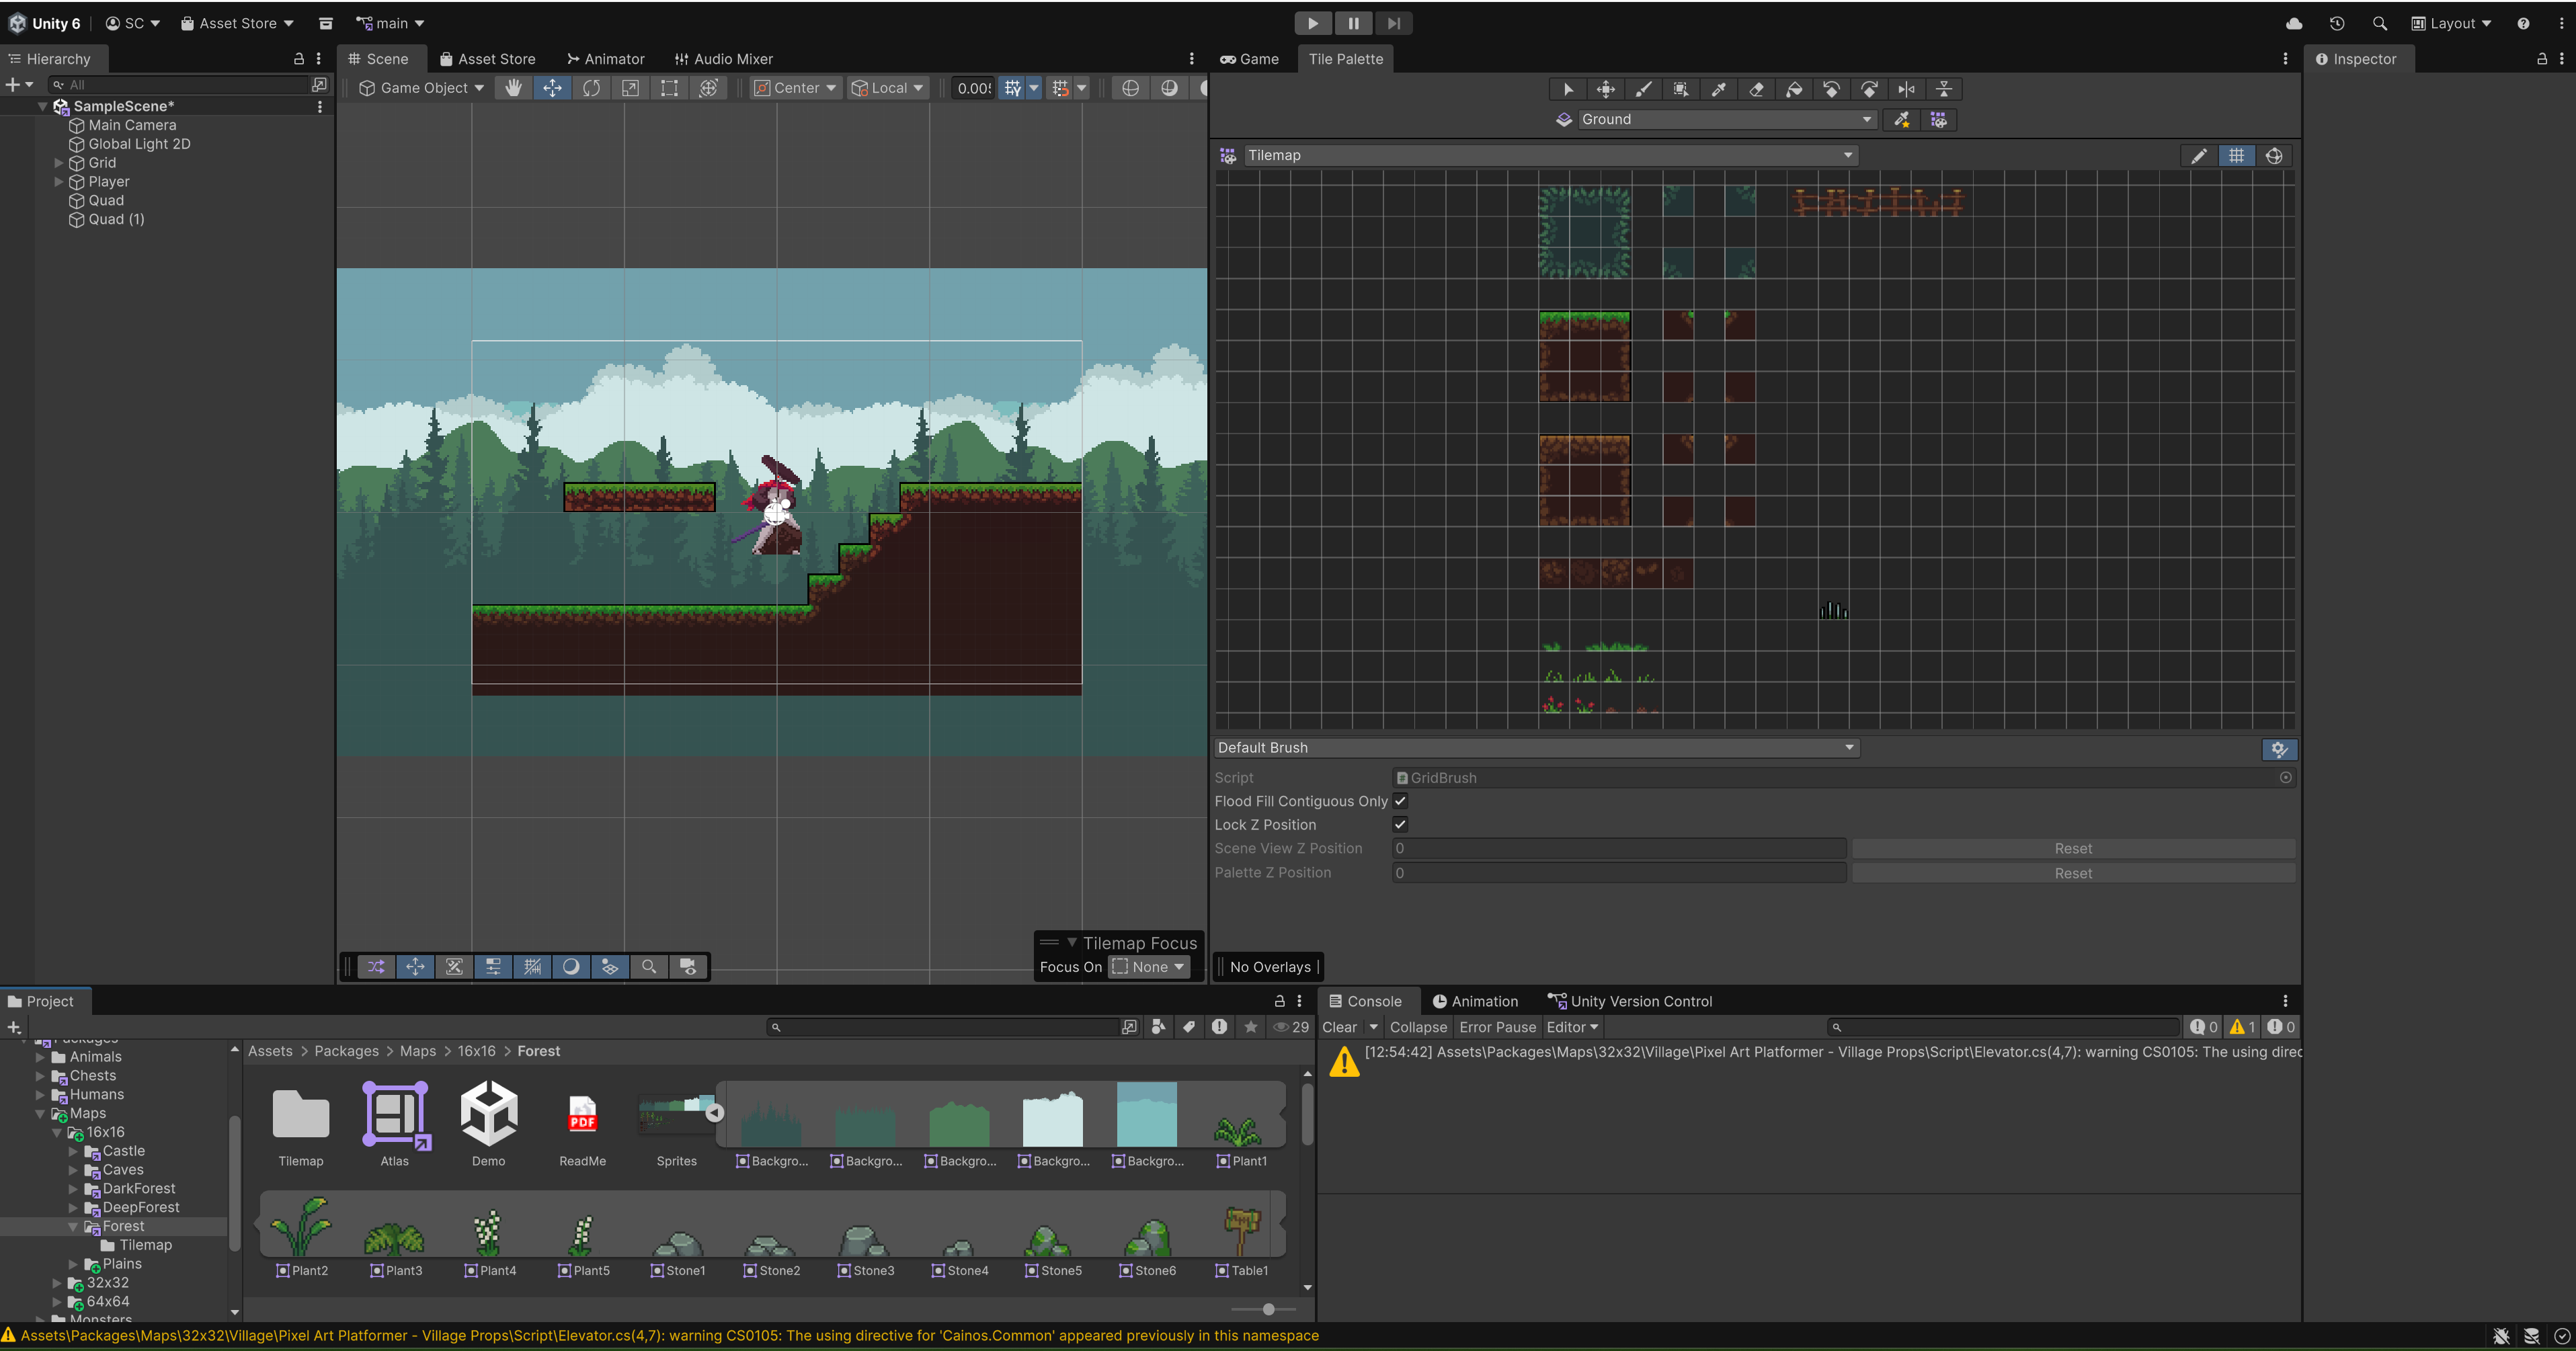 Unity 6
SC
Asset Store
main
Layout
Hierarchy
All
SampleScene*
Main Camera
Global Light 2D
Grid
Player
Quad
Quad (1)
Scene
Asset Store
Animator
Audio Mixer
Game Object
Center
Local
Tilemap Focus
Focus On
None
Game
Tile Palette
Ground
Tilemap
Default Brush
Script
GridBrush
Flood Fill Contiguous Only
Lock Z Position
Scene View Z Position
0
Reset
Palette Z Position
0
Reset
No Overlays
Inspector
Project
29
Animals
Chests
Humans
Maps
16x16
Castle
Caves
DarkForest
DeepForest
Forest
Tilemap
Plains
32x32
64x64
Monsters
Assets > Packages > Maps > 16x16 > Forest
Tilemap
Atlas
Demo
PDF
ReadMe
Sprites
Backgro...
Backgro...
Backgro...
Backgro...
Backgro...
Plant1
Plant2
Plant3
Plant4
Plant5
Stone1
Stone2
Stone3
Stone4
Stone5
Stone6
Table1
Console
Animation
Unity Version Control
Clear
Collapse
Error Pause
Editor
0
1
0
[12:54:42] Assets\Packages\Maps\32x32\Village\Pixel Art Platformer - Village Props\Script\Elevator.cs(4,7): warning CS0105: The using direc
Assets\Packages\Maps\32x32\Village\Pixel Art Platformer - Village Props\Script\Elevator.cs(4,7): warning CS0105: The using directive for 'Cainos.Common' appeared previously in this namespace